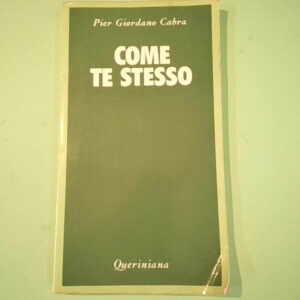 Pier Giordano Cabra
COME
TE STESSO
Queriniana